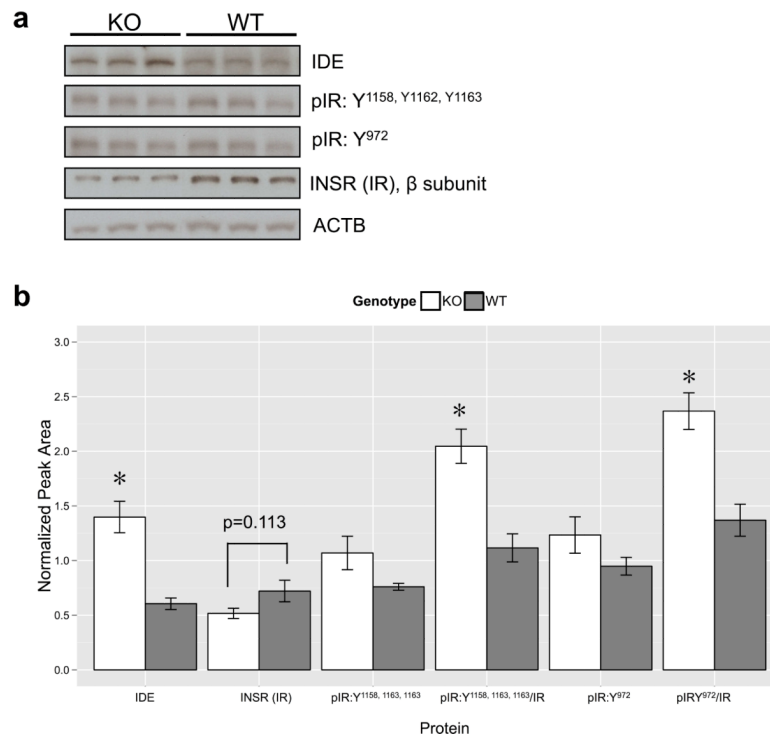 a
KO WT
IDE
pIR: Y1158, Y1162, Y1163
pIR: Y972
INSR (IR), β subunit
ACTB
b
Genotype KO WT
3.0
2.5
2.0
1.5
1.0
0.5
0.0
Normalized Peak Area
*
p=0.113
*
*
IDE INSR (IR) pIR:Y1158, 1163, 1163 pIR:Y1158, 1163, 1163/IR pIR:Y972 pIRY972/IR
Protein